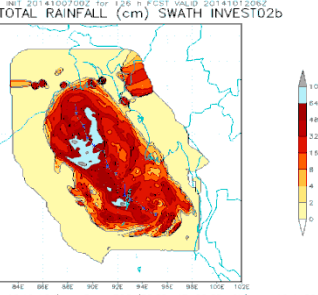 INIT 2014100700Z for 126 h FCST VALID 2014101206Z
TOTAL RAINFALL (cm) SWATH INVEST02b
64
48
32
16
8
4
2
0
84E 86E 88E 90E 92E 94E 96E 98E 100E 102E